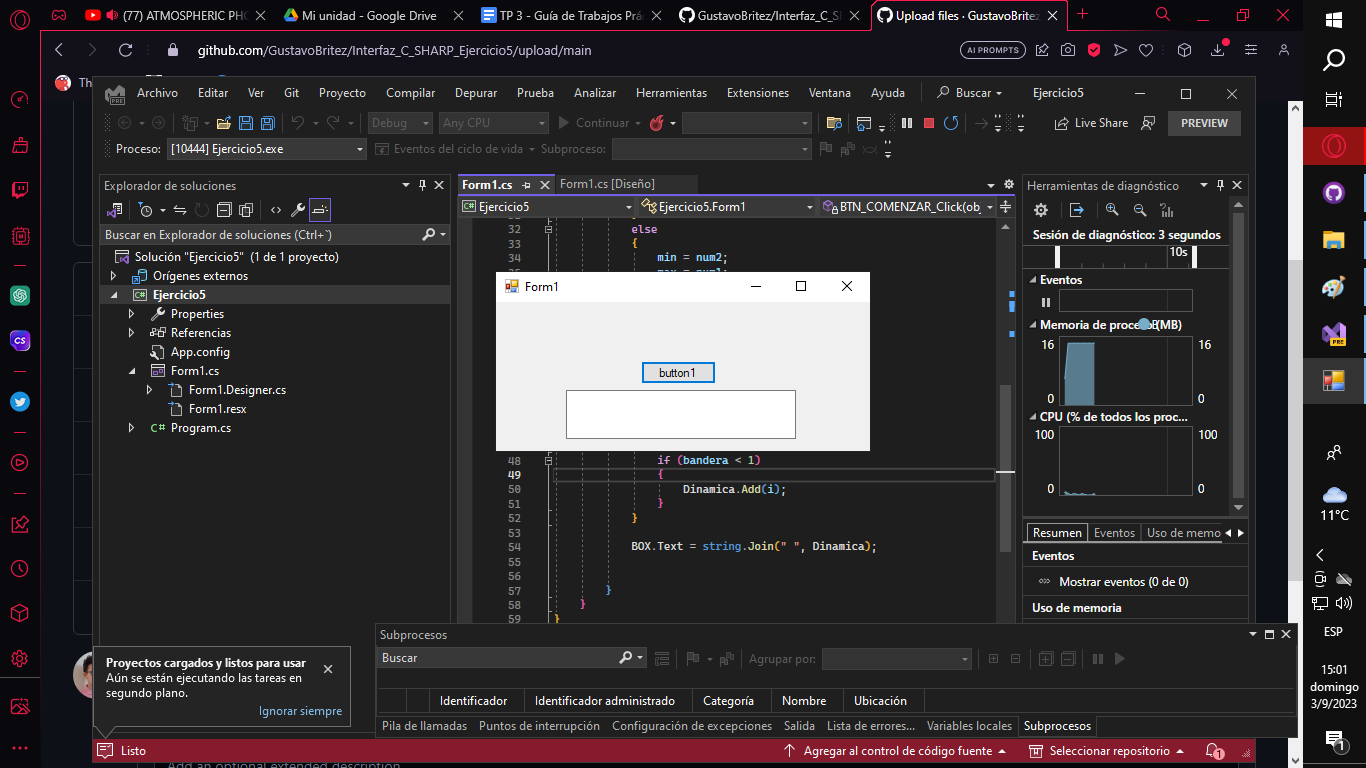 (77) ATMOSPHERIC PHO
Mi unidad - Google Drive
TP 3 - Guía de Trabajos Prá
GustavoBritez/Interfaz_C_S
Upload files · GustavoBritez
github.com/GustavoBritez/Interfaz_C_SHARP_Ejercicio5/upload/main
AI PROMPTS
Th
PRE
Archivo Editar Ver Git Proyecto Compilar Depurar Prueba Analizar Herramientas Extensiones Ventana Ayuda Buscar Ejercicio5
Debug Any CPU Continuar Live Share PREVIEW
Proceso: [10444] Ejercicio5.exe Eventos del ciclo de vida Subproceso:
Explorador de soluciones
Buscar en Explorador de soluciones (Ctrl+¨)
Solución "Ejercicio5" (1 de 1 proyecto)
Orígenes externos
C# Ejercicio5
Properties
Referencias
App.config
Form1.cs
Form1.Designer.cs
Form1.resx
C# Program.cs
Form1.cs Form1.cs [Diseño]
C# Ejercicio5 Ejercicio5.Form1 BTN_COMENZAR_Click(ob
32 else
33 {
34 min = num2;
Form1
button1
48 if (bandera < 1)
49 {
50 Dinamica.Add(i);
51 }
52 }
53
54 BOX.Text = string.Join(" ", Dinamica);
55
56
57 }
58 }
59 }
Herramientas de diagnóstico
Sesión de diagnóstico: 3 segundos
10s
Eventos
Memoria de proceso (MB)
16 16
0 0
CPU (% de todos los proc...
100 100
0 0
Resumen Eventos Uso de memo
Eventos
Mostrar eventos (0 de 0)
Uso de memoria
Subprocesos
Buscar Agrupar por:
Identificador Identificador administrado Categoría Nombre Ubicación
Pila de llamadas Puntos de interrupción Configuración de excepciones Salida Lista de errores... Variables locales Subprocesos
Proyectos cargados y listos para usar
Aún se están ejecutando las tareas en
segundo plano.
Ignorar siempre
Listo Agregar al control de código fuente Seleccionar repositorio 1
Add an optional extended description
CS
PRE
11°C
ESP
15:01
domingo
3/9/2023
1